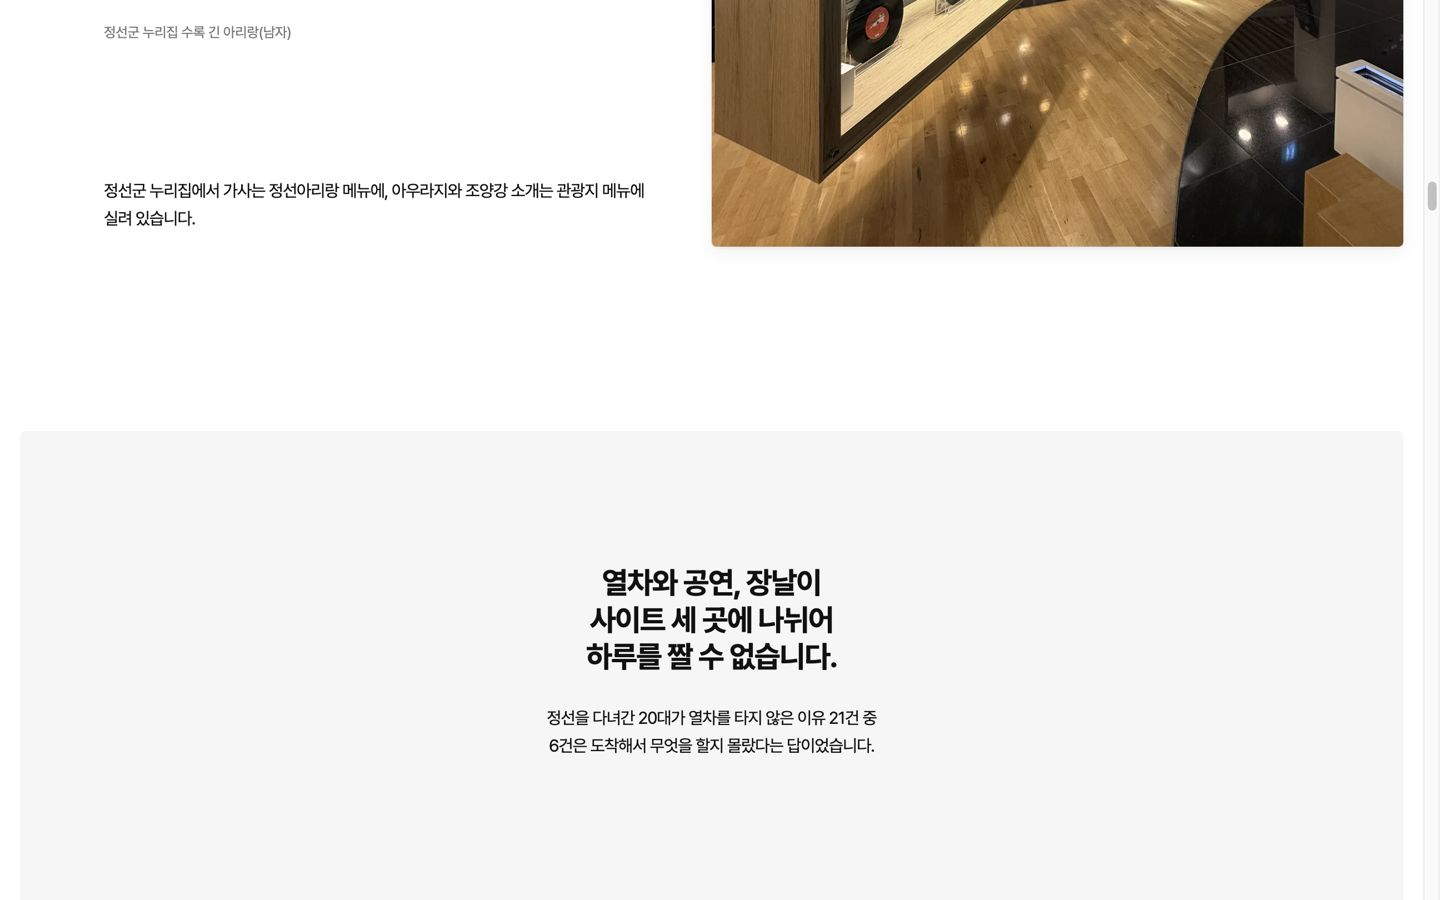 정선군 누리집 수록 긴 아리랑(남자)
정선군 누리집에서 가사는 정선아리랑 메뉴에, 아우라지와 조양강 소개는 관광지 메뉴에
실려 있습니다.
열차와 공연, 장날이
사이트 세 곳에 나뉘어
하루를 짤 수 없습니다.
정선을 다녀간 20대가 열차를 타지 않은 이유 21건 중
6건은 도착해서 무엇을 할지 몰랐다는 답이었습니다.